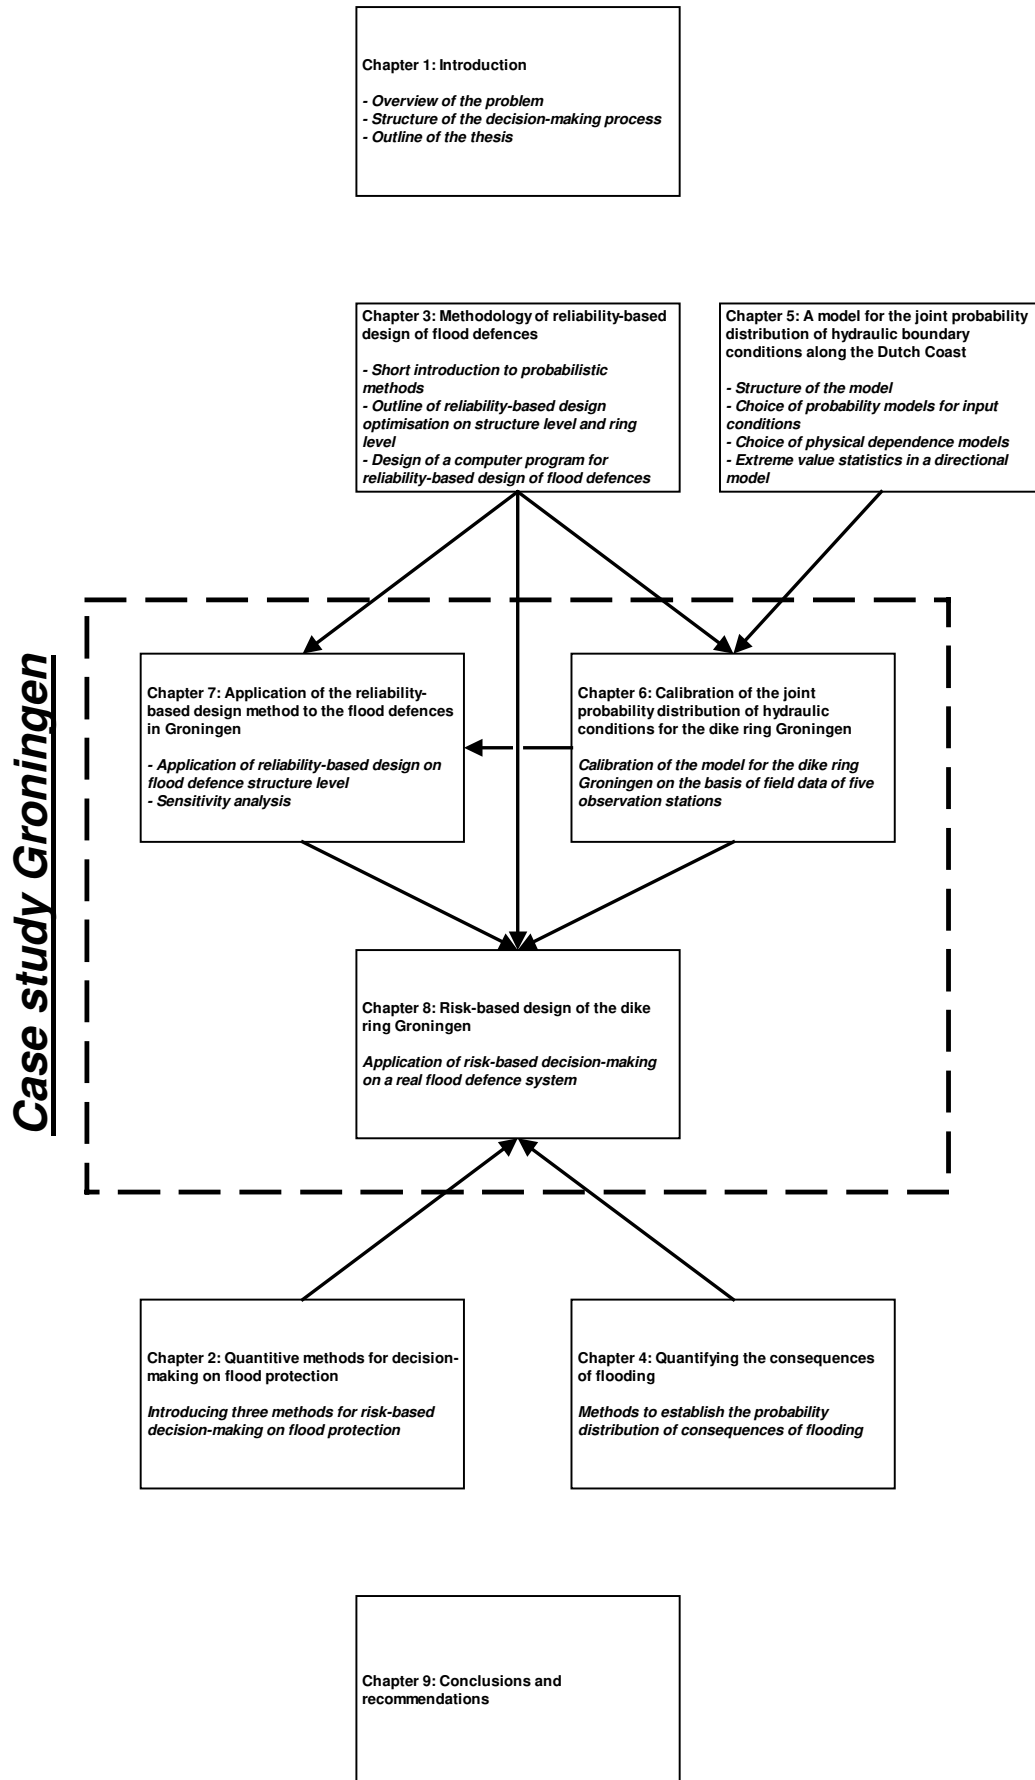 Chapter 1: Introduction
- Overview of the problem
- Structure of the decision-making process
- Outline of the thesis
Chapter 3: Methodology of reliability-based
design of flood defences
- Short introduction to probabilistic
methods
- Outline of reliability-based design
optimisation on structure level and ring
level
- Design of a computer program for
reliability-based design of flood defences
Chapter 5: A model for the joint probability
distribution of hydraulic boundary
conditions along the Dutch Coast
- Structure of the model
- Choice of probability models for input
conditions
- Choice of physical dependence models
- Extreme value statistics in a directional
model
Case study Groningen
Chapter 7: Application of the reliability-
based design method to the flood defences
in Groningen
- Application of reliability-based design on
flood defence structure level
- Sensitivity analysis
Chapter 6: Calibration of the joint
probability distribution of hydraulic
conditions for the dike ring Groningen
Calibration of the model for the dike ring
Groningen on the basis of field data of five
observation stations
Chapter 8: Risk-based design of the dike
ring Groningen
Application of risk-based decision-making
on a real flood defence system
Chapter 2: Quantitive methods for decision-
making on flood protection
Introducing three methods for risk-based
decision-making on flood protection
Chapter 4: Quantifying the consequences
of flooding
Methods to establish the probability
distribution of consequences of flooding
Chapter 9: Conclusions and
recommendations